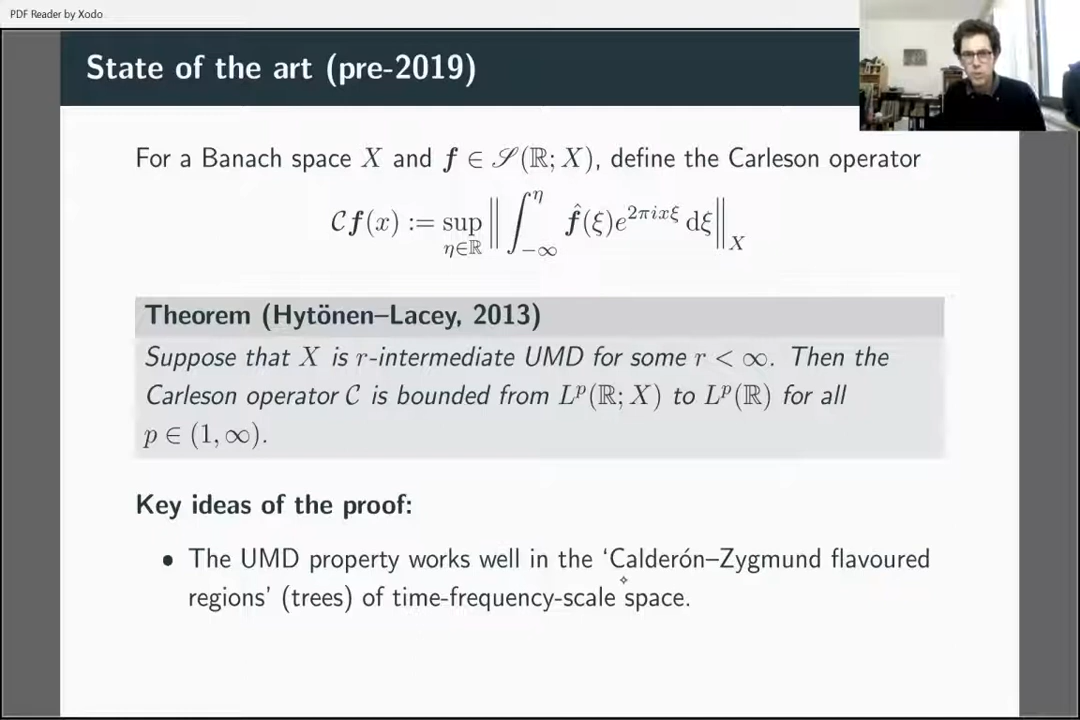 PDF Reader by Xodo
State of the art (pre-2019)
For a Banach space X and f ∈ 𝒮(ℝ; X), define the Carleson operator
𝒞f(x) := sup_{η∈ℝ} ‖ ∫_{−∞}^{η} f̂(ξ)e^{2πixξ} dξ ‖_X
Theorem (Hytönen–Lacey, 2013)
Suppose that X is r-intermediate UMD for some r < ∞. Then the
Carleson operator 𝒞 is bounded from L^p(ℝ; X) to L^p(ℝ) for all
p ∈ (1, ∞).
Key ideas of the proof:
• The UMD property works well in the ‘Calderón–Zygmund flavoured
regions’ (trees) of time-frequency-scale space.